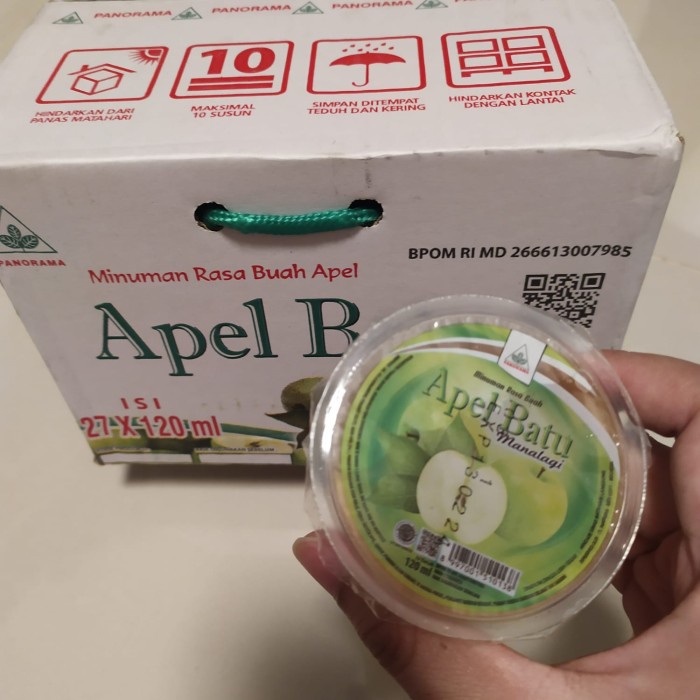 PANORAMA
PANORAMA
PANORAMA
PANORAMA
HINDARKAN DARI
PANAS MATAHARI
10
MAKSIMAL
10 SUSUN
SIMPAN DITEMPAT
TEDUH DAN KERING
HINDARKAN KONTAK
DENGAN LANTAI
PANORAMA
BPOM RI MD 266613007985
Minuman Rasa Buah Apel
Apel B
ISI
27 X 120 ml
PANORAMA
Minuman Rasa Buah
Apel Batu
Manalagi
120 ml